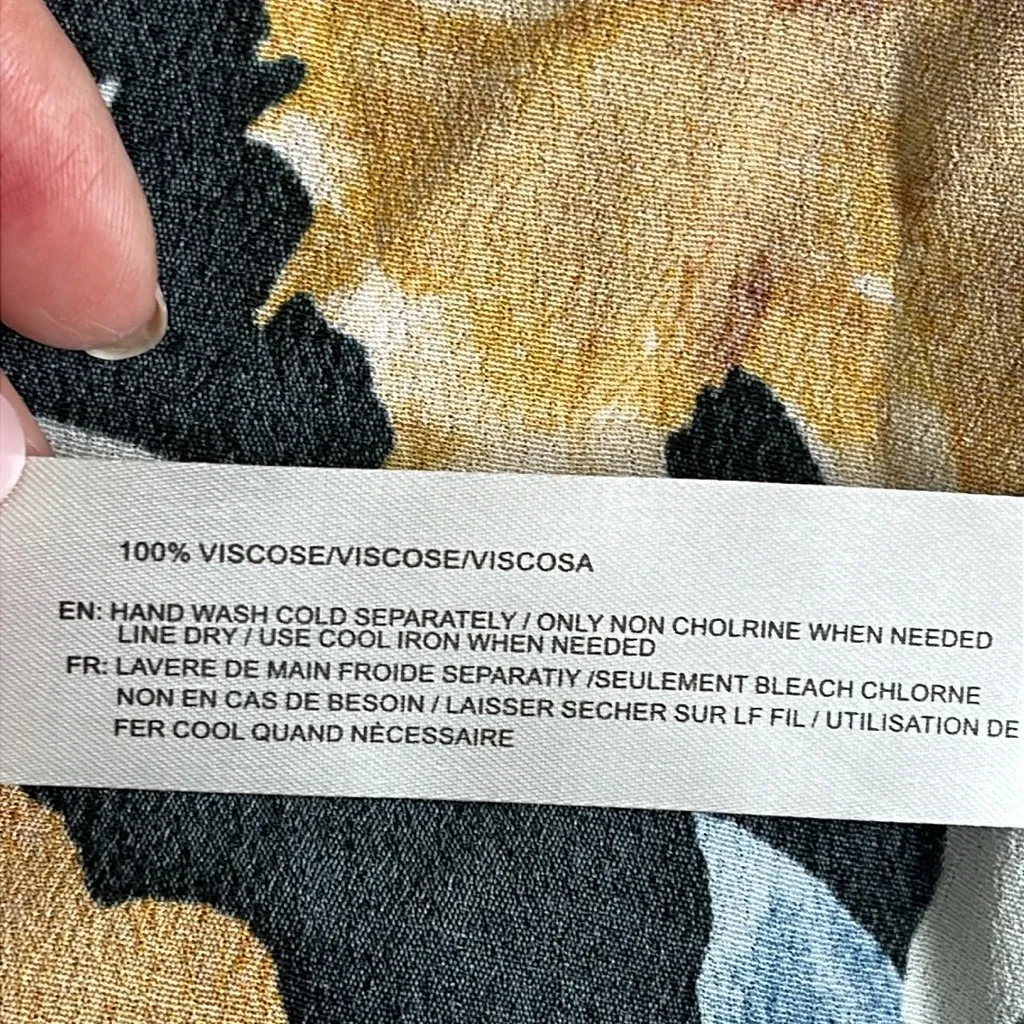 100% VISCOSE/VISCOSE/VISCOSA
EN: HAND WASH COLD SEPARATELY / ONLY NON CHOLRINE WHEN NEEDED
LINE DRY / USE COOL IRON WHEN NEEDED
FR: LAVERE DE MAIN FROIDE SEPARATIY /SEULEMENT BLEACH CHLORNE
NON EN CAS DE BESOIN / LAISSER SECHER SUR LF FIL / UTILISATION DE
FER COOL QUAND NÉCESSAIRE